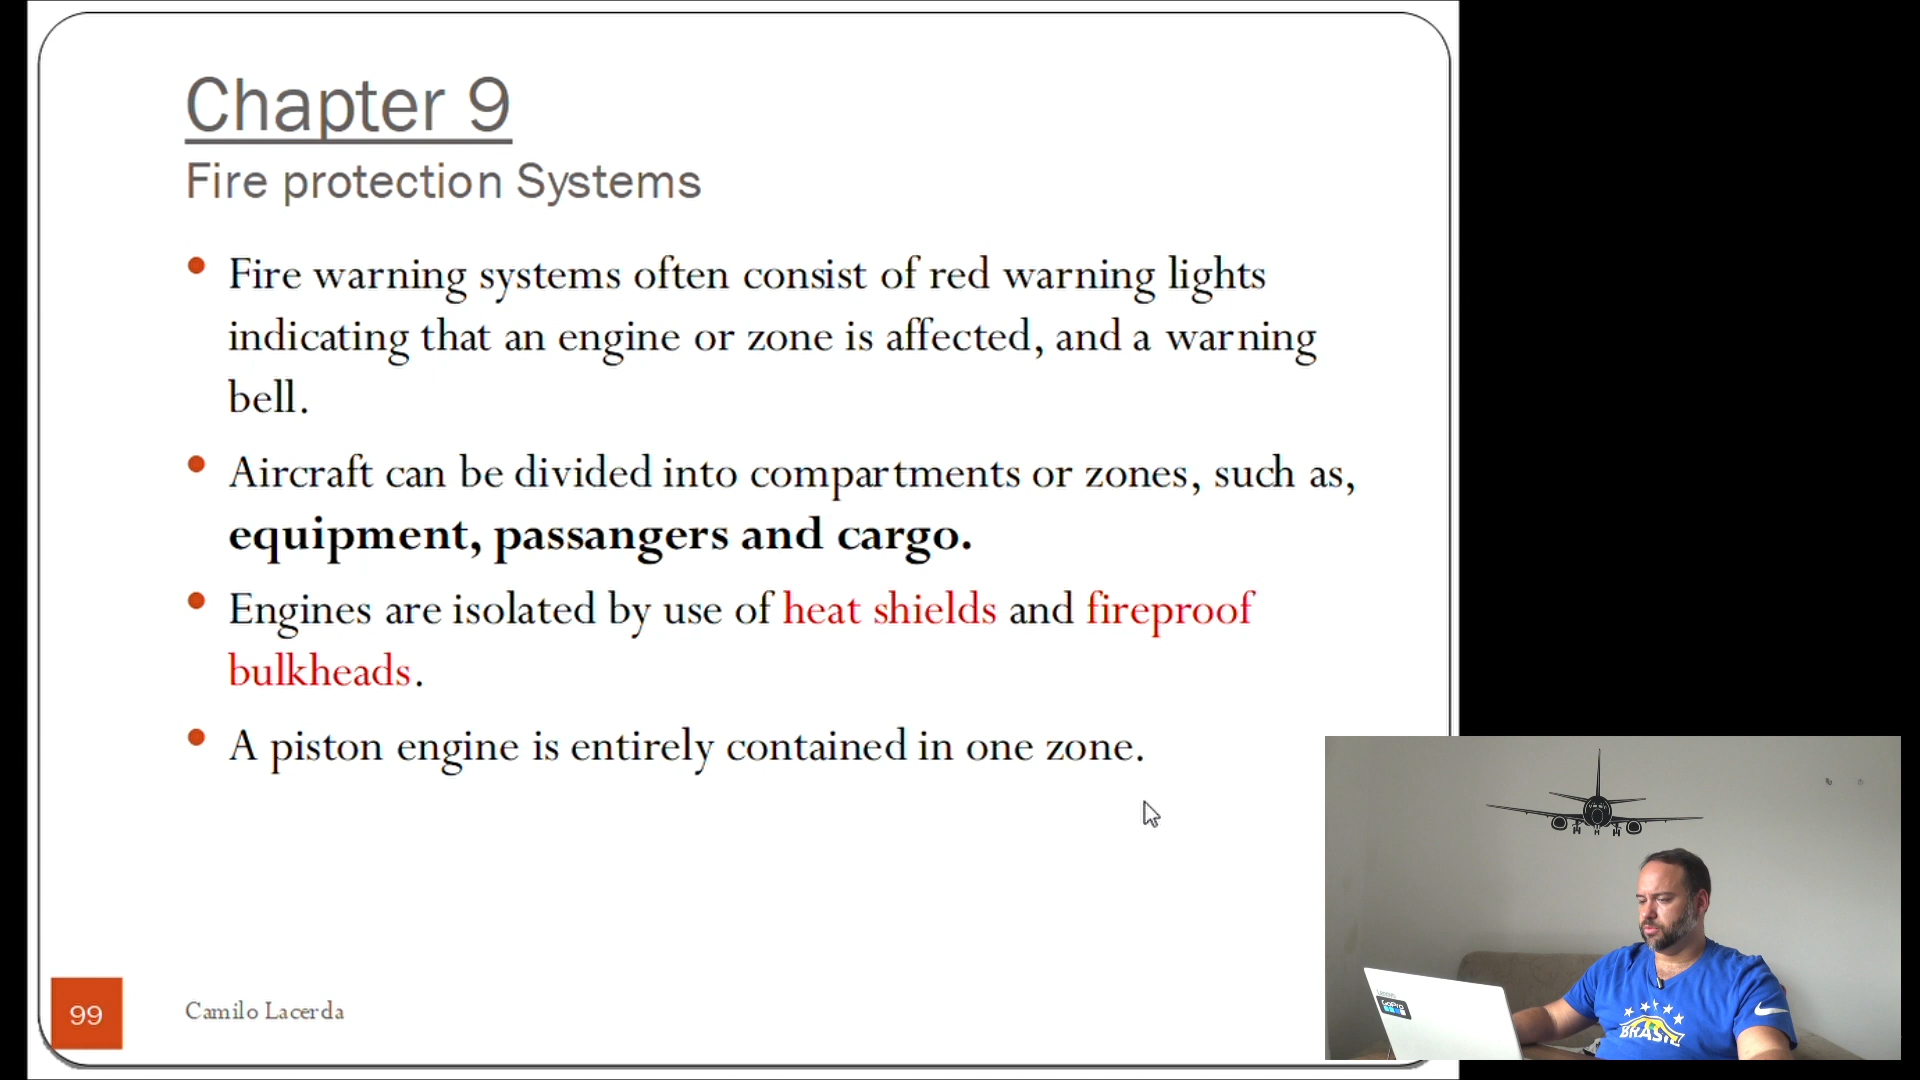 Chapter 9
Fire protection Systems
• Fire warning systems often consist of red warning lights
indicating that an engine or zone is affected, and a warning
bell.
• Aircraft can be divided into compartments or zones, such as,
equipment, passangers and cargo.
• Engines are isolated by use of heat shields and fireproof
bulkheads.
• A piston engine is entirely contained in one zone.
99
Camilo Lacerda
Lenovo
GoPro
BRASIL